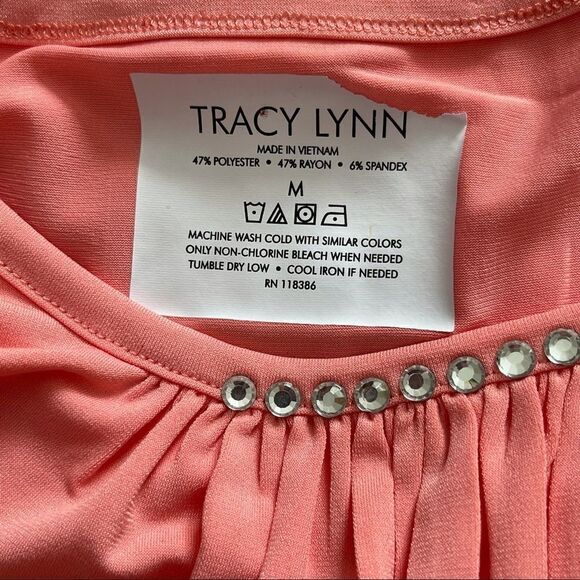 TRACY LYNN
MADE IN VIETNAM
47% POLYESTER • 47% RAYON • 6% SPANDEX
M
MACHINE WASH COLD WITH SIMILAR COLORS
ONLY NON-CHLORINE BLEACH WHEN NEEDED
TUMBLE DRY LOW • COOL IRON IF NEEDED
RN 118386